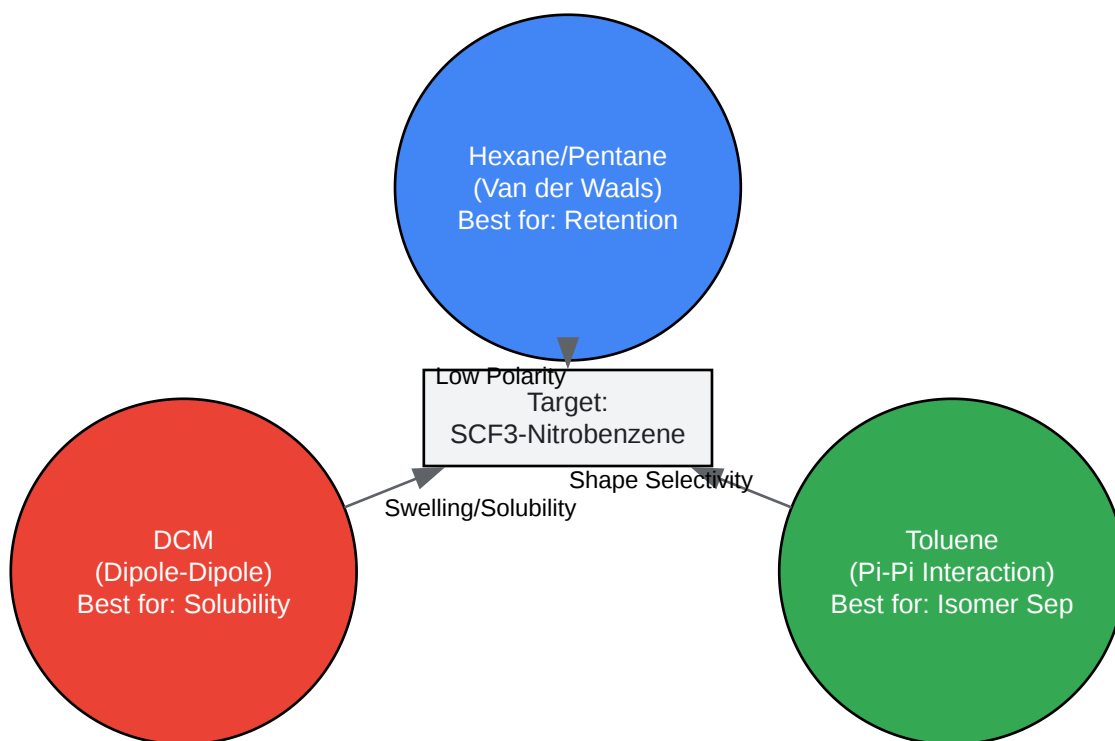 Hexane/Pentane
(Van der Waals)
Best for: Retention
Low Polarity
Target:
SCF3-Nitrobenzene
Shape Selectivity
Swelling/Solubility
DCM
(Dipole-Dipole)
Best for: Solubility
Toluene
(Pi-Pi Interaction)
Best for: Isomer Sep